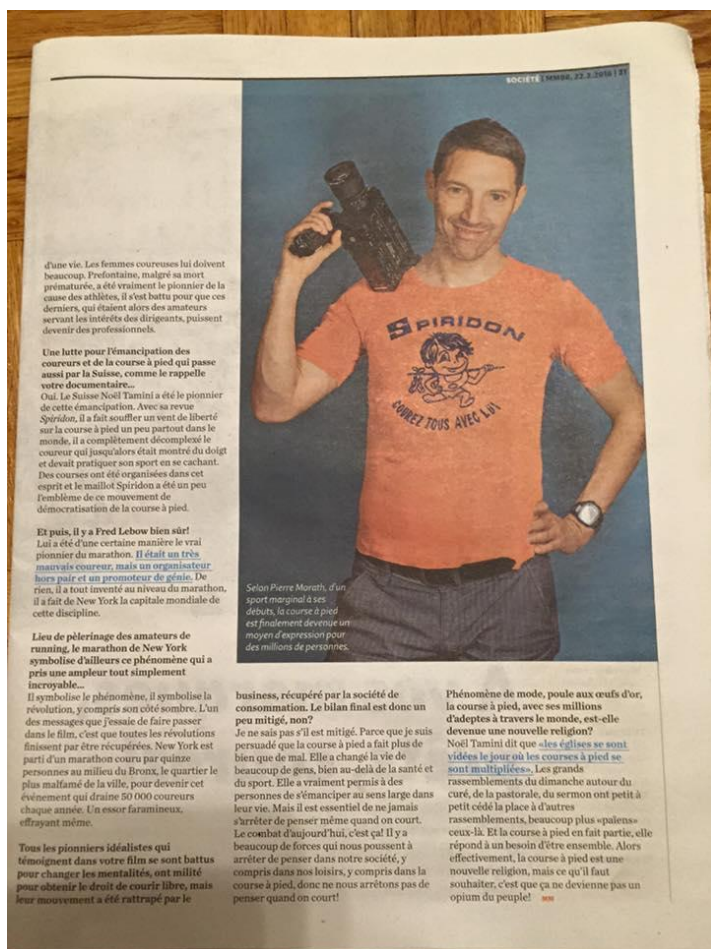 SOCIÉTÉ | MM08, 22.2.2016 | 21
d'une vie. Les femmes coureuses lui doivent
beaucoup. Prefontaine, malgré sa mort
prématurée, a été vraiment le pionnier de la
cause des athlètes, il s'est battu pour que ces
derniers, qui étaient alors des amateurs
servant les intérêts des dirigeants, puissent
devenir des professionnels.
Une lutte pour l'émancipation des
coureurs et de la course à pied qui passe
aussi par la Suisse, comme le rappelle
votre documentaire...
Oui. Le Suisse Noël Tamini a été le pionnier
de cette émancipation. Avec sa revue
Spiridon, il a fait souffler un vent de liberté
sur la course à pied un peu partout dans le
monde, il a complètement décomplexé le
coureur qui jusqu'alors était montré du doigt
et devait pratiquer son sport en se cachant.
Des courses ont été organisées dans cet
esprit et le maillot Spiridon a été un peu
l'emblème de ce mouvement de
démocratisation de la course à pied.
Et puis, il y a Fred Lebow bien sûr!
Lui a été d'une certaine manière le vrai
pionnier du marathon. Il était un très
mauvais coureur, mais un organisateur
hors pair et un promoteur de génie. De
rien, il a tout inventé au niveau du marathon,
il a fait de New York la capitale mondiale de
cette discipline.
Lieu de pèlerinage des amateurs de
running, le marathon de New York
symbolise d'ailleurs ce phénomène qui a
pris une ampleur tout simplement
incroyable...
Il symbolise le phénomène, il symbolise la
révolution, y compris son côté sombre. L'un
des messages que j'essaie de faire passer
dans le film, c'est que toutes les révolutions
finissent par être récupérées. New York est
parti d'un marathon couru par quinze
personnes au milieu du Bronx, le quartier le
plus malfamé de la ville, pour devenir cet
événement qui draine 50 000 coureurs
chaque année. Un essor faramineux,
effrayant même.
Tous les pionniers idéalistes qui
témoignent dans votre film se sont battus
pour changer les mentalités, ont milité
pour obtenir le droit de courir libre, mais
leur mouvement a été rattrapé par le
SPIRIDON
COUREZ TOUS AVEC LUI
Selon Pierre Morath, d'un
sport marginal à ses
débuts, la course à pied
est finalement devenue un
moyen d'expression pour
des millions de personnes.
business, récupéré par la société de
consommation. Le bilan final est donc un
peu mitigé, non?
Je ne sais pas s'il est mitigé. Parce que je suis
persuadé que la course à pied a fait plus de
bien que de mal. Elle a changé la vie de
beaucoup de gens, bien au-delà de la santé et
du sport. Elle a vraiment permis à des
personnes de s'émanciper au sens large dans
leur vie. Mais il est essentiel de ne jamais
s'arrêter de penser même quand on court.
Le combat d'aujourd'hui, c'est ça! Il y a
beaucoup de forces qui nous poussent à
arrêter de penser dans notre société, y
compris dans nos loisirs, y compris dans la
course à pied, donc ne nous arrêtons pas de
penser quand on court!
Phénomène de mode, poule aux œufs d'or,
la course à pied, avec ses millions
d'adeptes à travers le monde, est-elle
devenue une nouvelle religion?
Noël Tamini dit que «les églises se sont
vidées le jour où les courses à pied se
sont multipliées». Les grands
rassemblements du dimanche autour du
curé, de la pastorale, du sermon ont petit à
petit cédé la place à d'autres
rassemblements, beaucoup plus «païens»
ceux-là. Et la course à pied en fait partie, elle
répond à un besoin d'être ensemble. Alors
effectivement, la course à pied est une
nouvelle religion, mais ce qu'il faut
souhaiter, c'est que ça ne devienne pas un
opium du peuple!